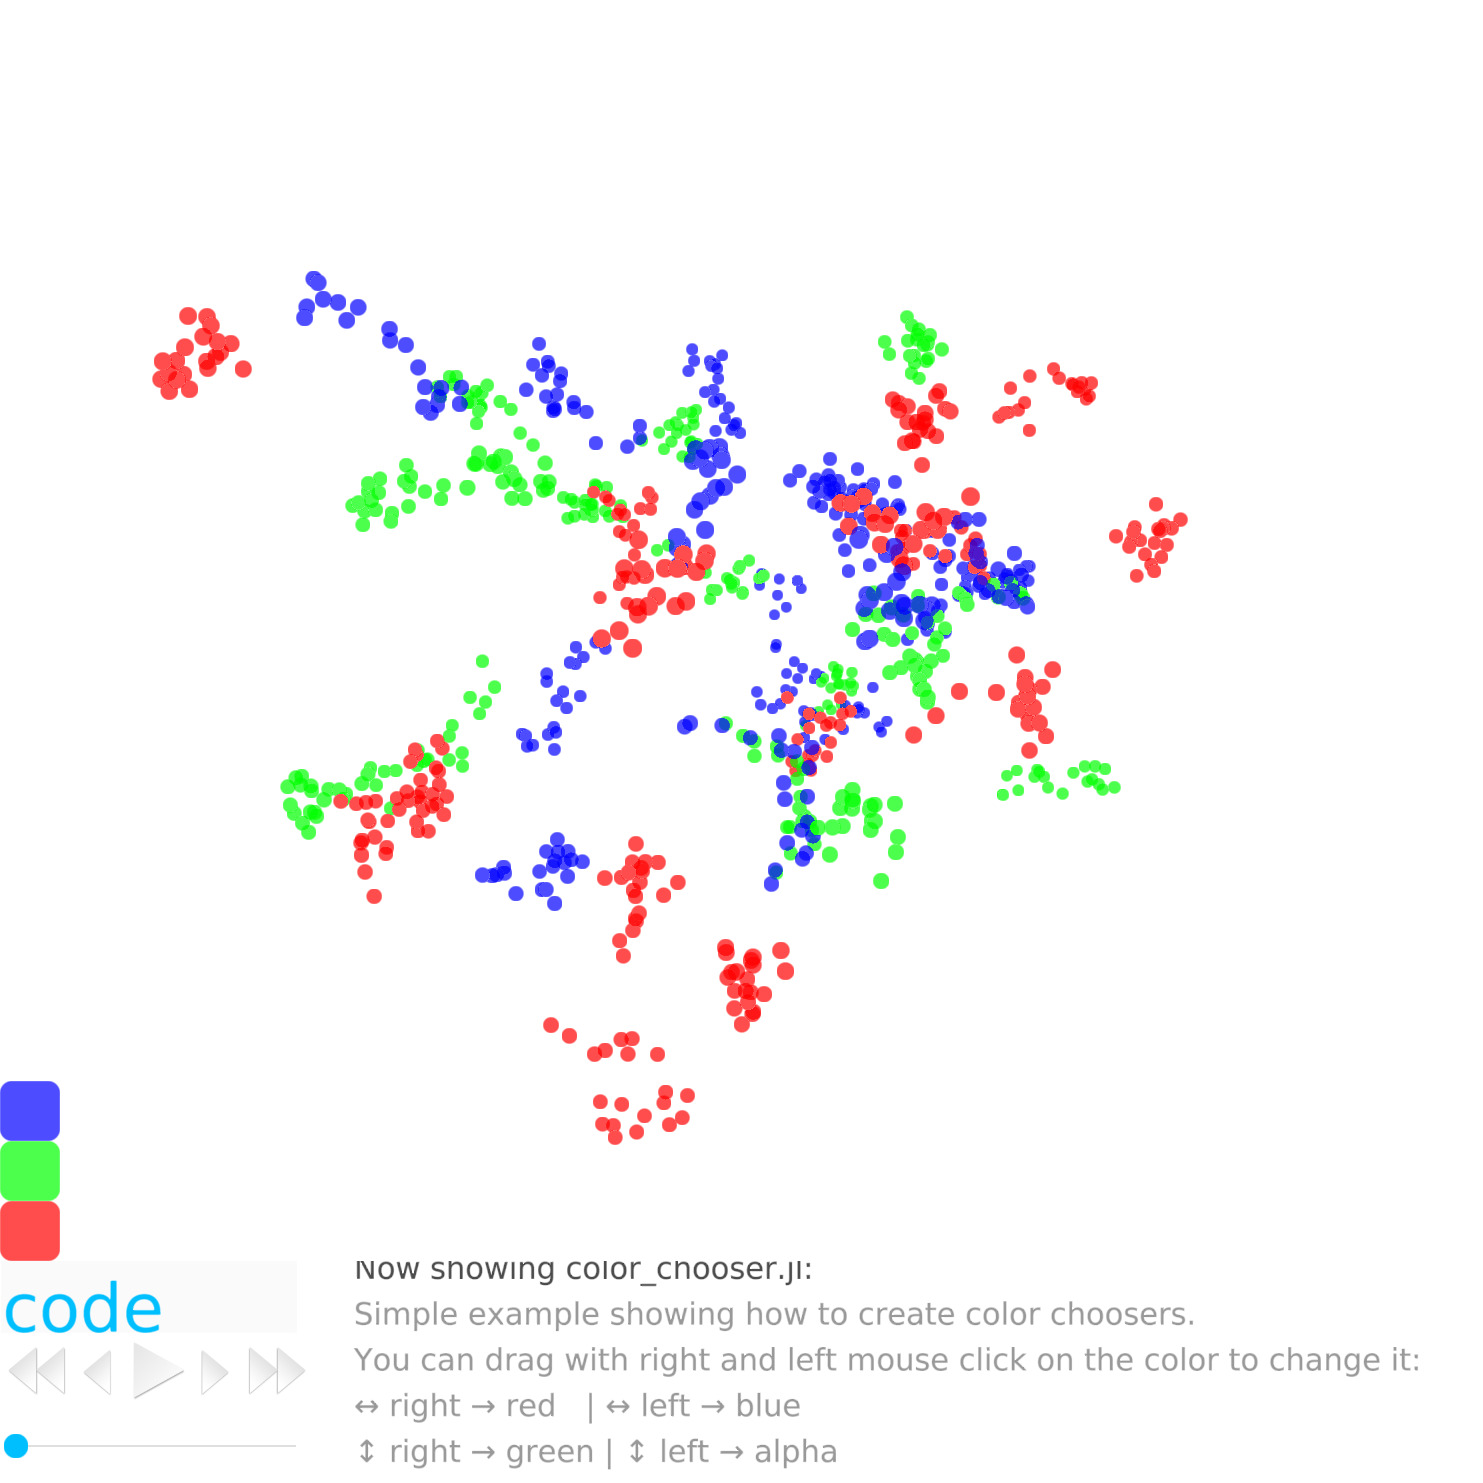 Now showing color_chooser.jl:
code
Simple example showing how to create color choosers.
You can drag with right and left mouse click on the color to change it:
↔ right → red | ↔ left → blue
↕ right → green | ↕ left → alpha